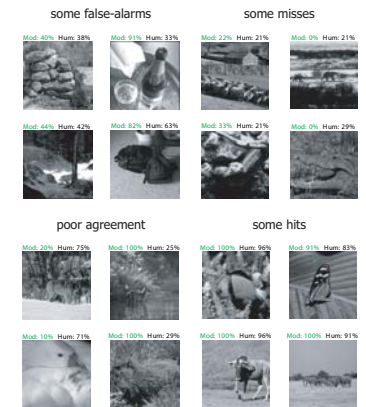 some false-alarms
some misses
Mod: 40% Hum: 38%
Mod: 91% Hum: 33%
Mod: 22% Hum: 21%
Mod: 0% Hum: 21%
Mod: 44% Hum: 42%
Mod: 82% Hum: 63%
Mod: 33% Hum: 21%
Mod: 0% Hum: 29%
poor agreement
some hits
Mod: 20% Hum: 75%
Mod: 100% Hum: 25%
Mod: 100% Hum: 96%
Mod: 91% Hum: 83%
Mod: 10% Hum: 71%
Mod: 100% Hum: 29%
Mod: 100% Hum: 96%
Mod: 100% Hum: 91%